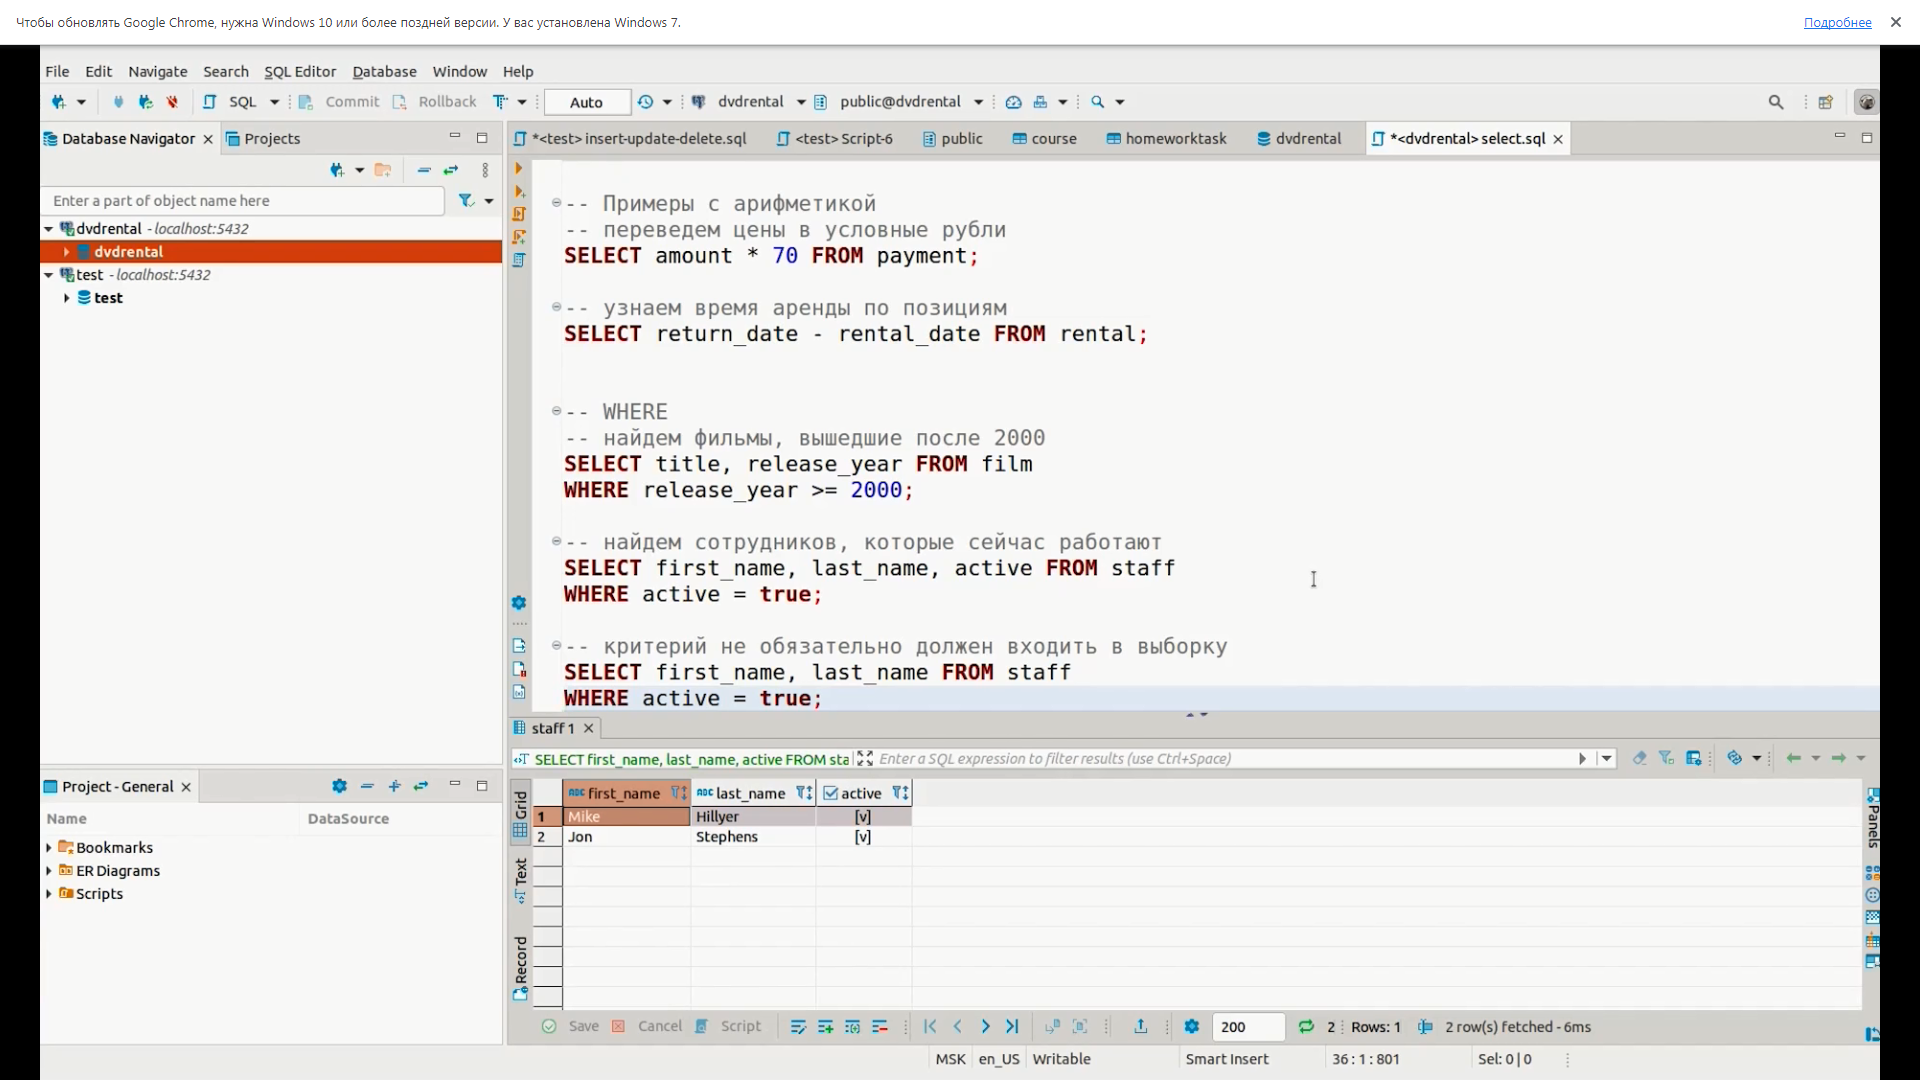 Чтобы обновлять Google Chrome, нужна Windows 10 или более поздней версии. У вас установлена Windows 7.
Подробнее
File Edit Navigate Search SQL Editor Database Window Help
SQL Commit Rollback Auto dvdrental public@dvdrental
Database Navigator Projects
*<test> insert-update-delete.sql <test> Script-6 public course homeworktask dvdrental *<dvdrental> select.sql
Enter a part of object name here
dvdrental - localhost:5432
dvdrental
test - localhost:5432
test
-- Примеры с арифметикой
-- переведем цены в условные рубли
SELECT amount * 70 FROM payment;
-- узнаем время аренды по позициям
SELECT return_date - rental_date FROM rental;
-- WHERE
-- найдем фильмы, вышедшие после 2000
SELECT title, release_year FROM film
WHERE release_year >= 2000;
-- найдем сотрудников, которые сейчас работают
SELECT first_name, last_name, active FROM staff
WHERE active = true;
-- критерий не обязательно должен входить в выборку
SELECT first_name, last_name FROM staff
WHERE active = true;
Project - General
Name DataSource
Bookmarks
ER Diagrams
Scripts
staff 1
SELECT first_name, last_name, active FROM sta
Enter a SQL expression to filter results (use Ctrl+Space)
Grid
Text
Record
Panels
ABC first_name ABC last_name active
1 Mike Hillyer [v]
2 Jon Stephens [v]
Save Cancel Script 200 2 Rows: 1 2 row(s) fetched - 6ms
MSK en_US Writable Smart Insert 36 : 1 : 801 Sel: 0 | 0